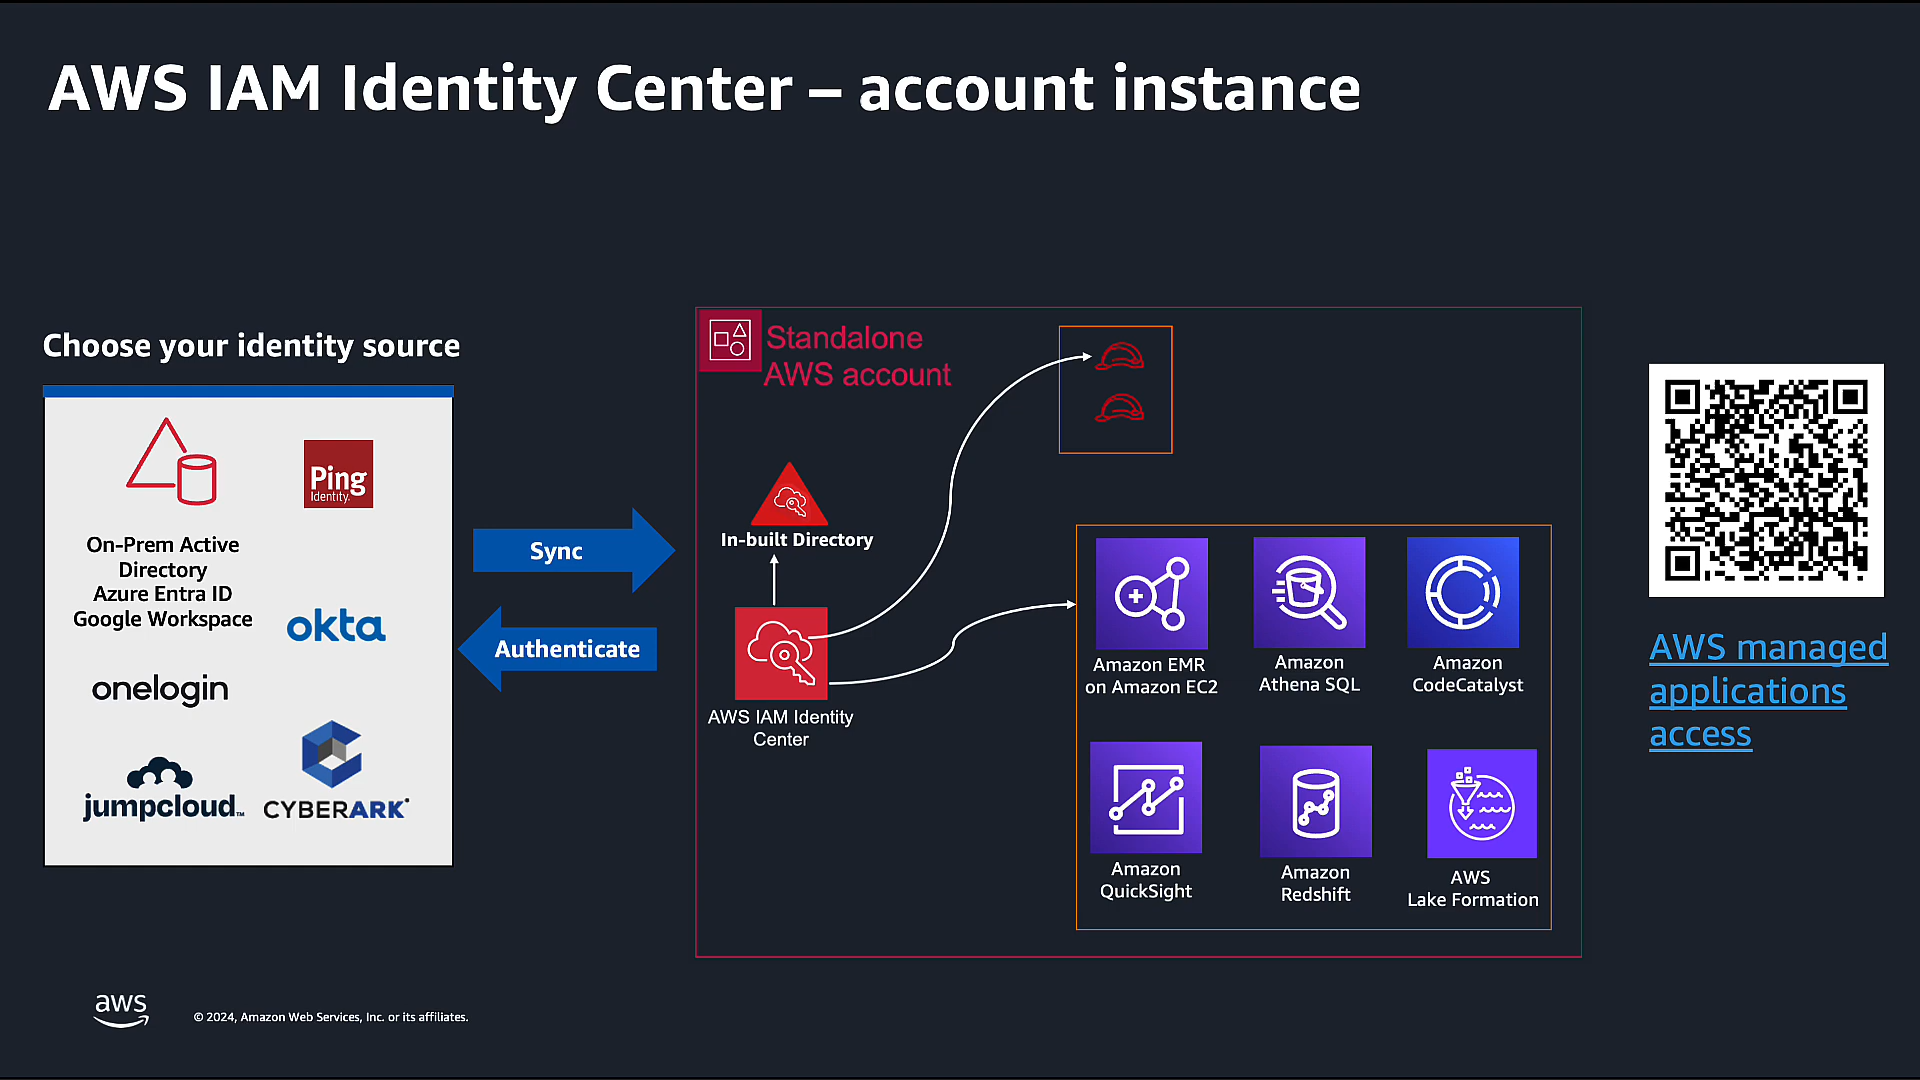 AWS IAM Identity Center – account instance
Choose your identity source
On-Prem Active
Directory
Azure Entra ID
Google Workspace
Ping
Identity.
okta
onelogin
jumpcloud™
CYBERARK
Sync
Authenticate
Standalone
AWS account
In-built Directory
AWS IAM Identity
Center
Amazon EMR
on Amazon EC2
Amazon
Athena SQL
Amazon
CodeCatalyst
Amazon
QuickSight
Amazon
Redshift
AWS
Lake Formation
AWS managed
applications
access
aws
© 2024, Amazon Web Services, Inc. or its affiliates.